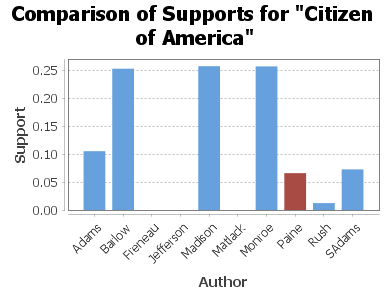 Comparison of Supports for "Citizen
of America"
Support
0.25
0.20
0.15
0.10
0.05
0.00
Adams
Barlow
Freneau
Jefferson
Madison
Matlack
Monroe
Paine
Rush
SAdams
Author